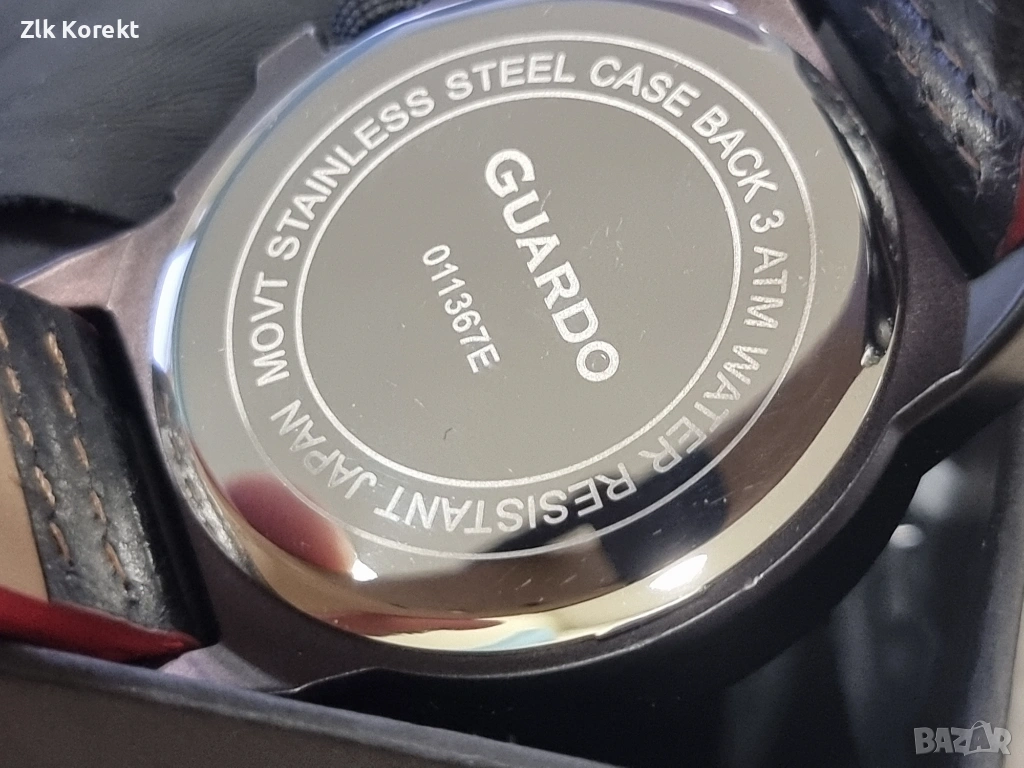 Zlk Korekt
STAINLESS STEEL CASE BACK 3 ATM WATER RESISTANT JAPAN MOVT
GUARDO
011367E
BAZAR